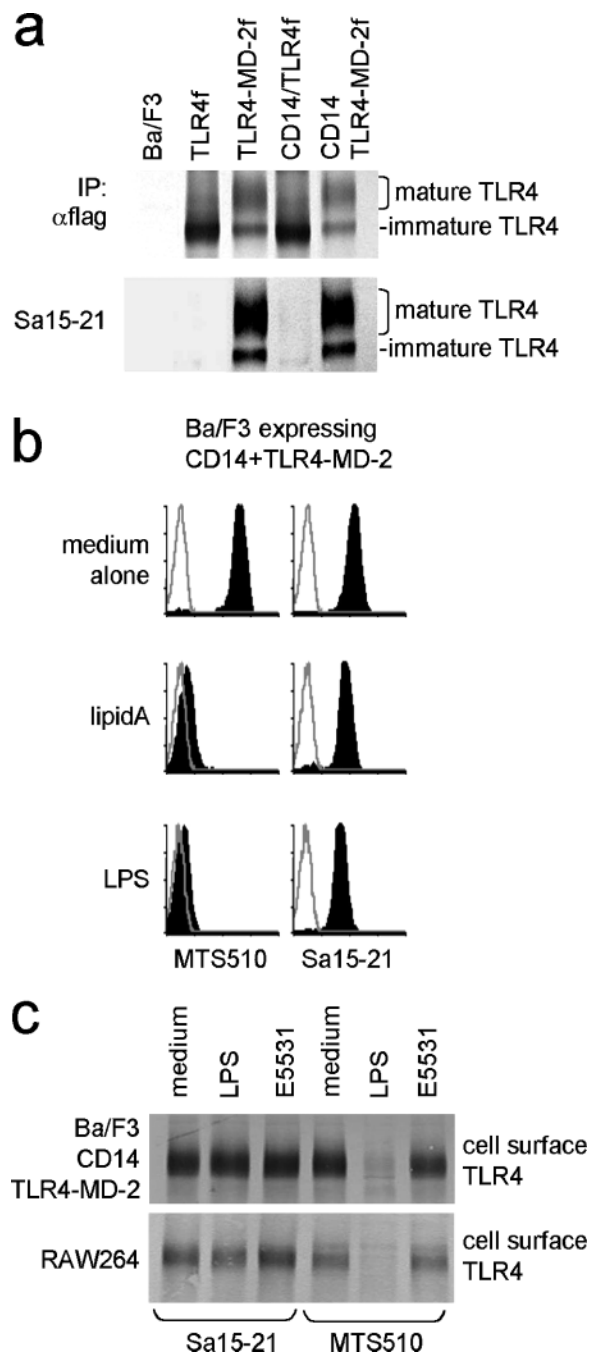 a
Ba/F3
TLR4f
TLR4-MD-2f
CD14/TLR4f
CD14
TLR4-MD-2f
IP:
αflag
mature TLR4
-immature TLR4
Sa15-21
mature TLR4
-immature TLR4
b
Ba/F3 expressing
CD14+TLR4-MD-2
medium
alone
lipidA
LPS
MTS510
Sa15-21
c
medium
LPS
E5531
medium
LPS
E5531
Ba/F3
CD14
TLR4-MD-2
cell surface
TLR4
RAW264
cell surface
TLR4
Sa15-21
MTS510